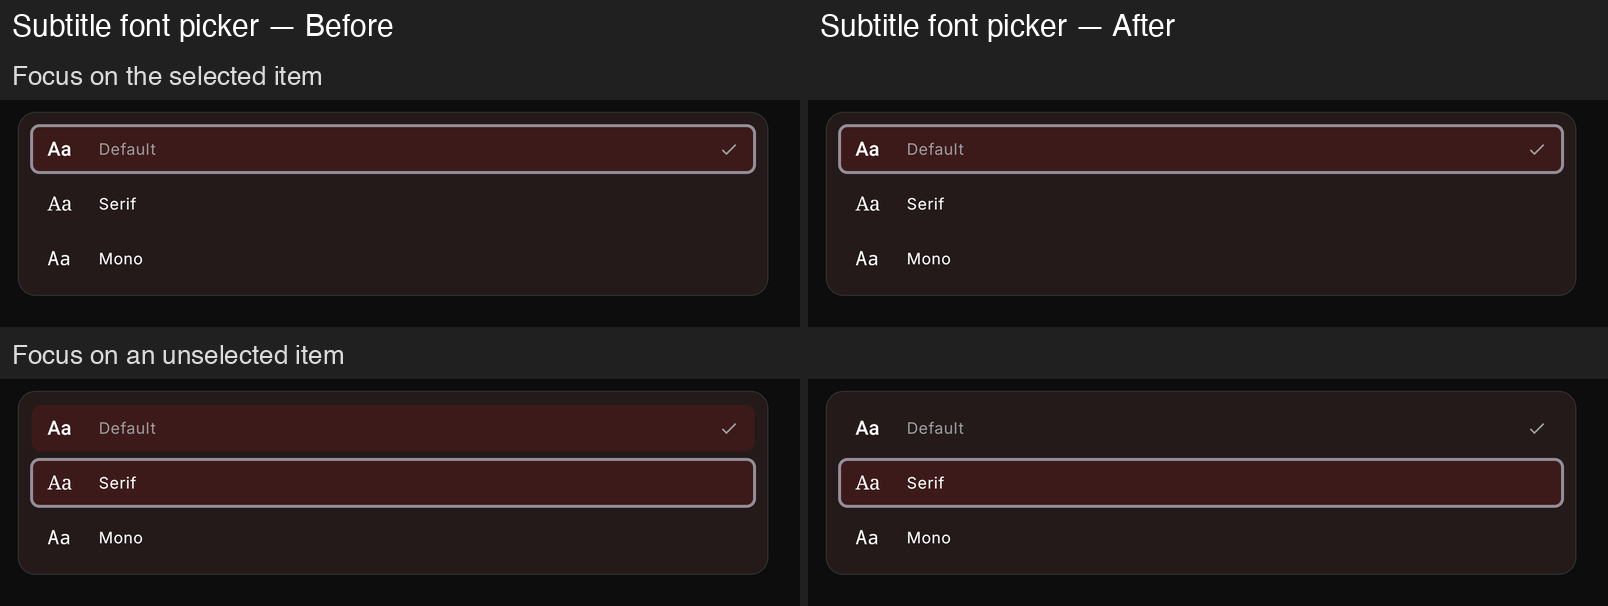 Subtitle font picker — Before
Subtitle font picker — After
Focus on the selected item
Aa Default
Aa Serif
Aa Mono
Aa Default
Aa Serif
Aa Mono
Focus on an unselected item
Aa Default
Aa Serif
Aa Mono
Aa Default
Aa Serif
Aa Mono